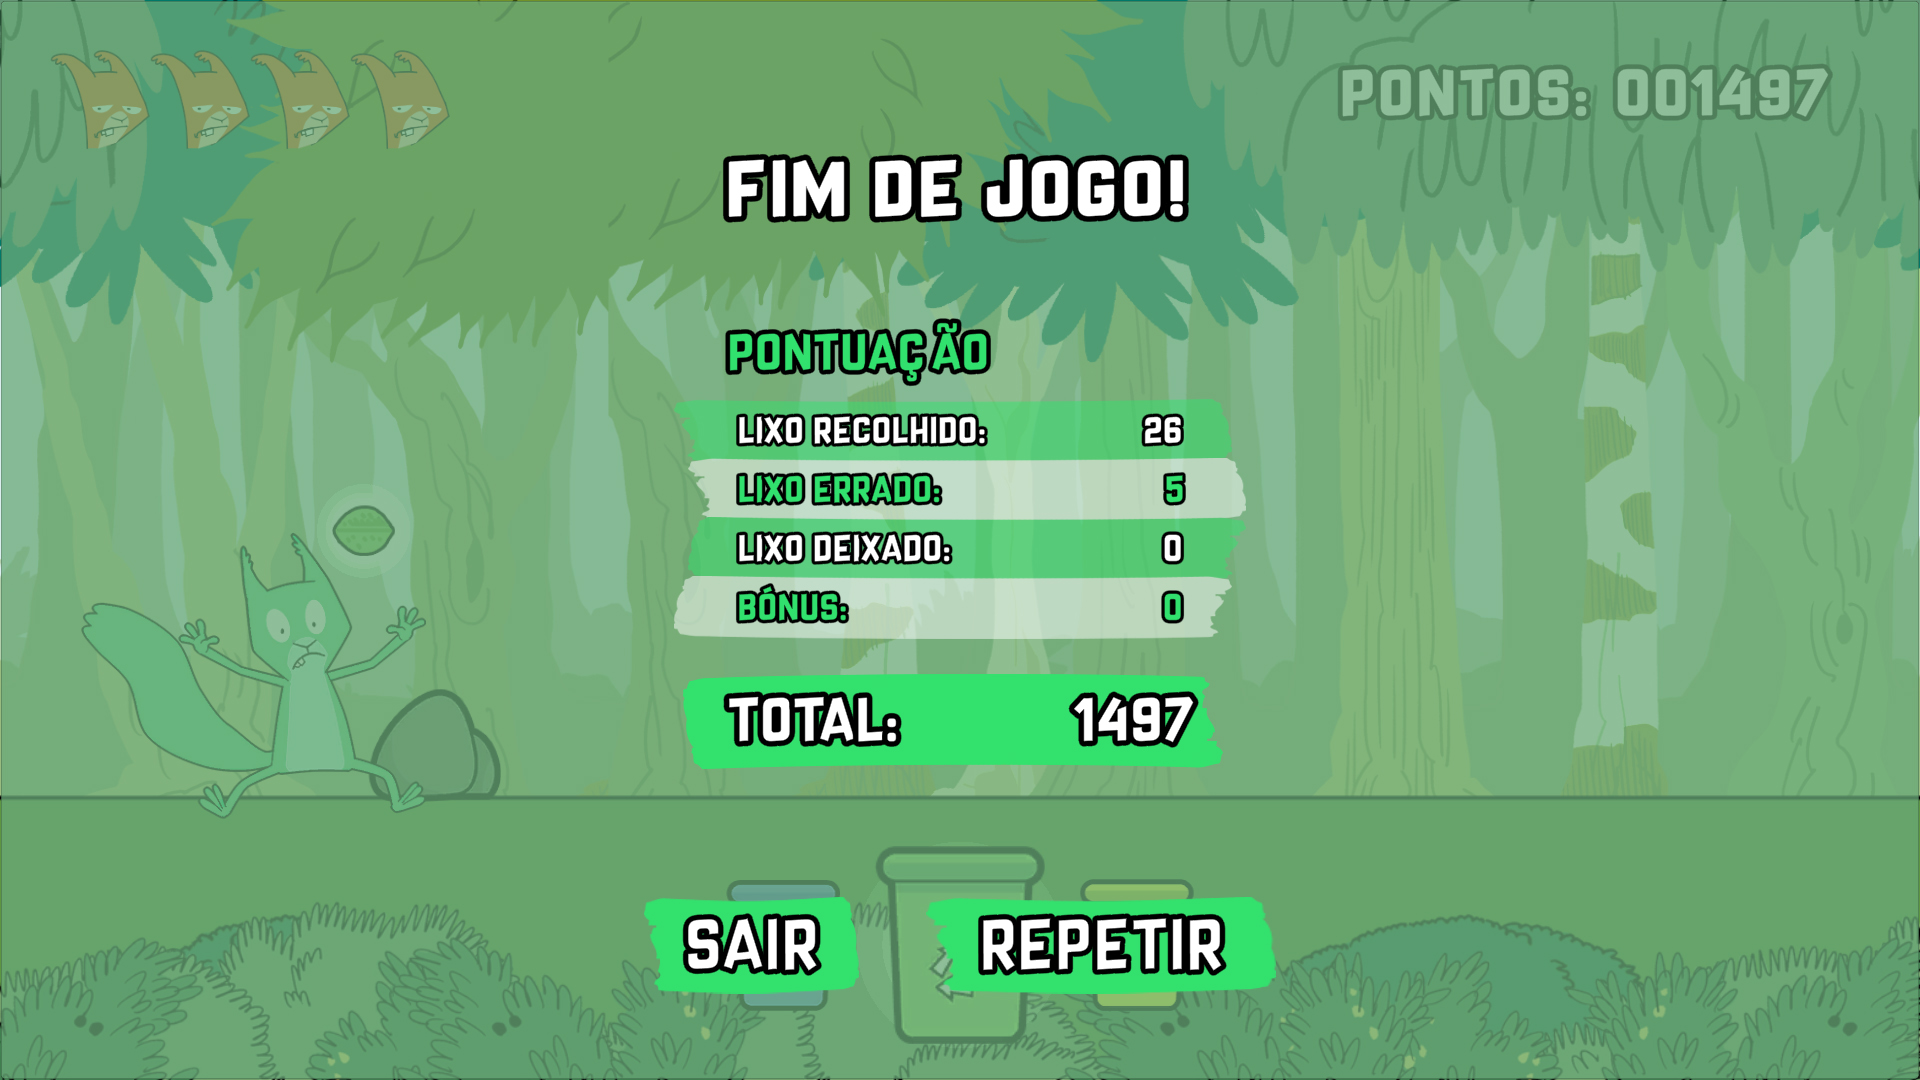 PONTOS: 001497
FIM DE JOGO!
PONTUAÇÃO
LIXO RECOLHIDO: 26
LIXO ERRADO: 5
LIXO DEIXADO: 0
BÓNUS: 0
TOTAL: 1497
SAIR REPETIR